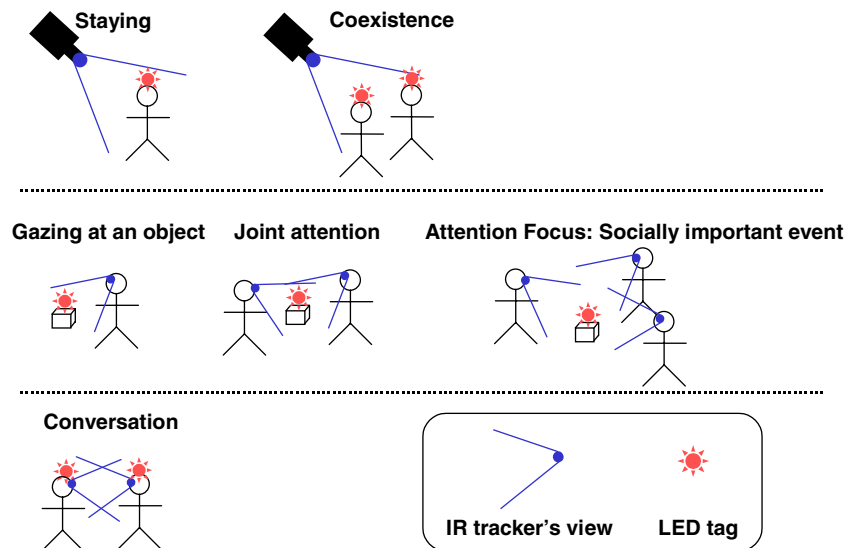 Staying
Coexistence
Gazing at an object
Joint attention
Attention Focus: Socially important event
Conversation
IR tracker's view
LED tag